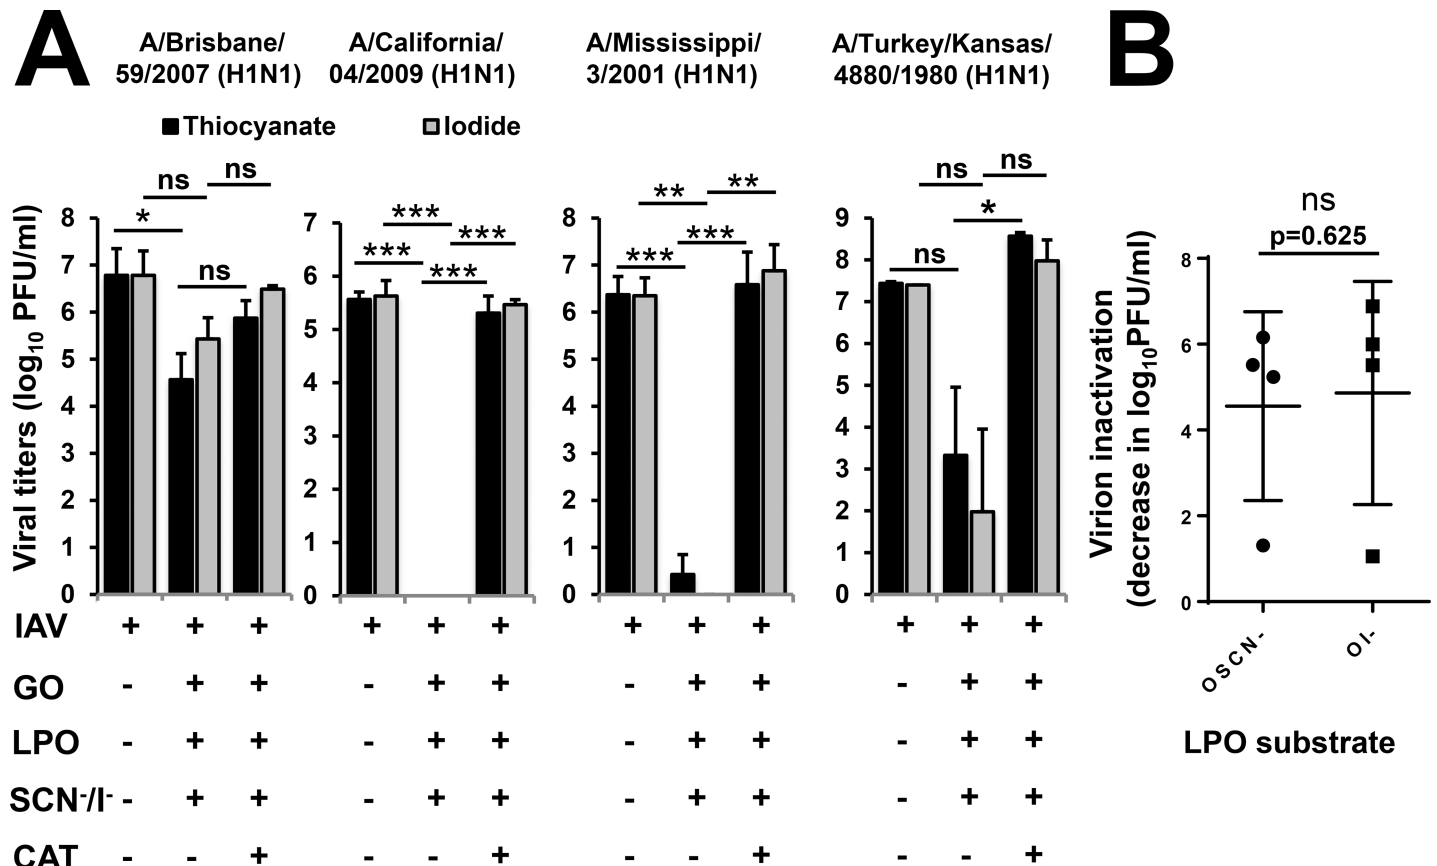 A
B
A/Brisbane/
59/2007 (H1N1)
A/California/
04/2009 (H1N1)
A/Mississippi/
3/2001 (H1N1)
A/Turkey/Kansas/
4880/1980 (H1N1)
Thiocyanate
Iodide
Viral titers (log10 PFU/ml)
8
7
6
5
4
3
2
1
0
*
ns
ns
ns
7
6
5
4
3
2
1
0
***
***
***
***
8
7
6
5
4
3
2
1
0
***
**
***
**
9
8
7
6
5
4
3
2
1
0
ns
ns
*
ns
IAV + + + + + + + + + + + +
GO - + + - + + - + + - + +
LPO - + + - + + - + + - + +
SCN-/I- - + + - + + - + + - + +
CAT - - + - - + - - + - - +
Virion inactivation
(decrease in log10PFU/ml)
ns
p=0.625
8
6
4
2
0
OSCN-
OI-
LPO substrate